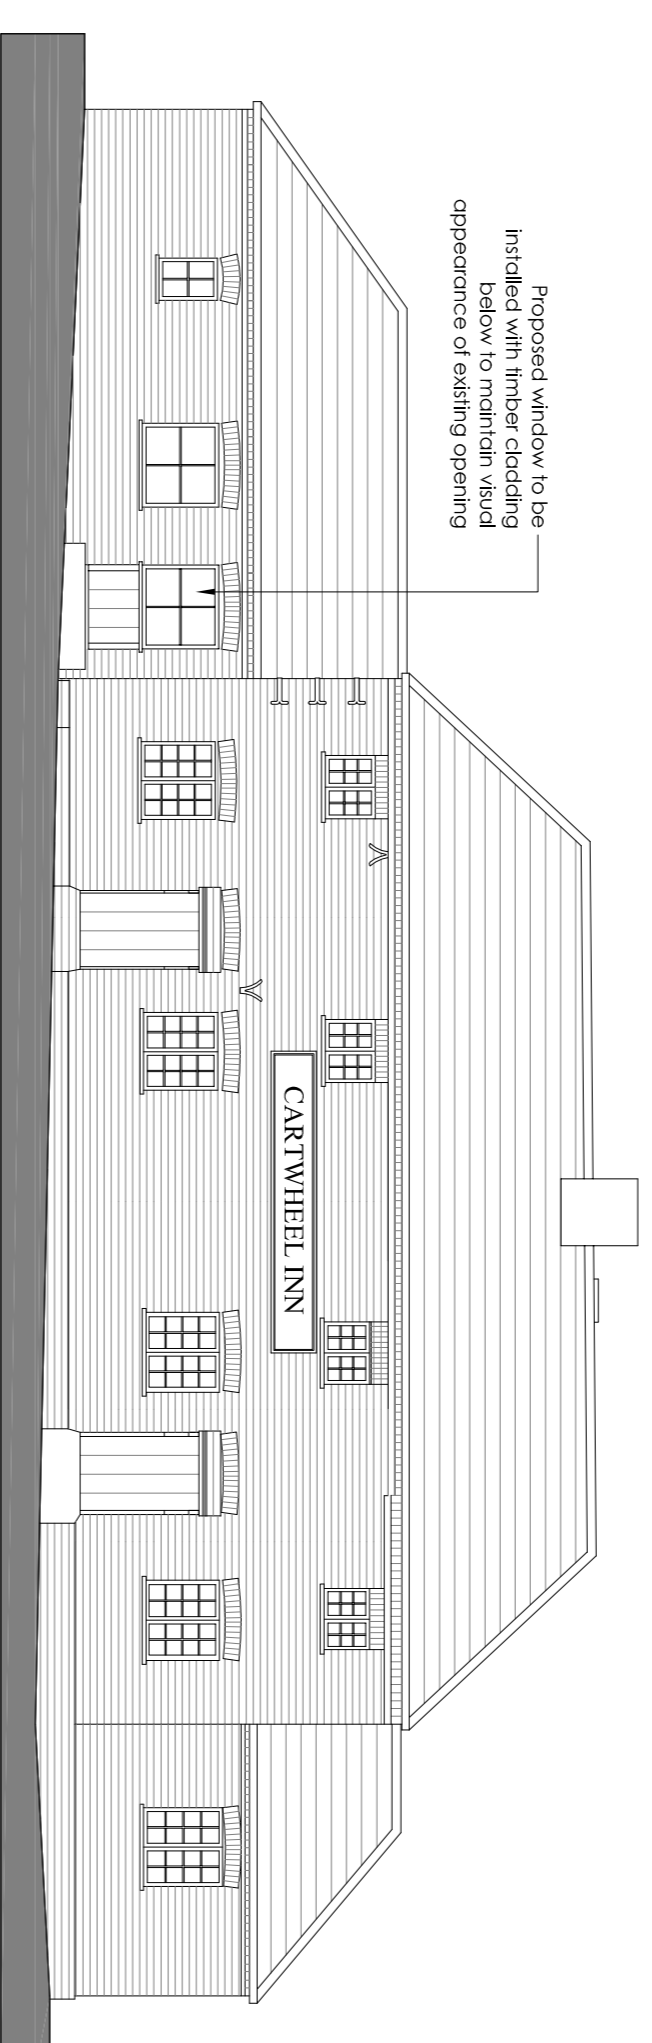 Proposed window to be
installed with timber cladding
below to maintain visual
appearance of existing opening
CARTWHEEL INN